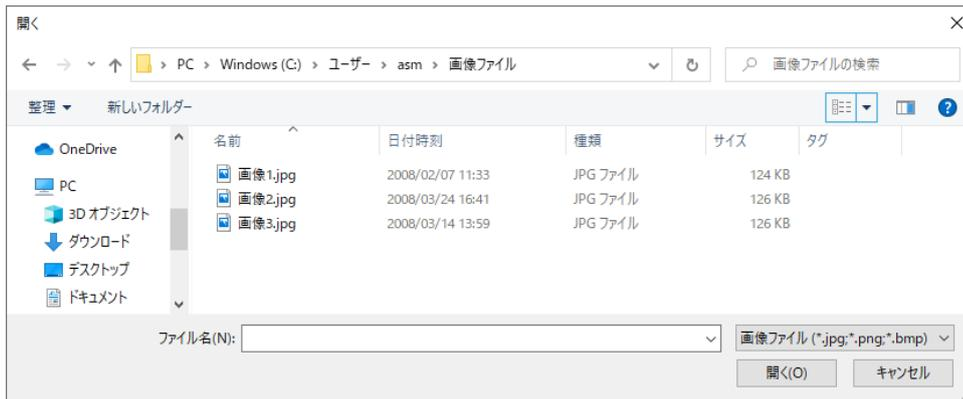 開く
PC > Windows (C:) > ユーザー > asm > 画像ファイル
画像ファイルの検索
整理
新しいフォルダー
名前 日付時刻 種類 サイズ タグ
OneDrive
PC
3D オブジェクト
ダウンロード
デスクトップ
ドキュメント
画像1.jpg 2008/02/07 11:33 JPG ファイル 124 KB
画像2.jpg 2008/03/24 16:41 JPG ファイル 126 KB
画像3.jpg 2008/03/14 13:59 JPG ファイル 126 KB
ファイル名(N):
画像ファイル (*.jpg;*.png;*.bmp)
開く(O)
キャンセル